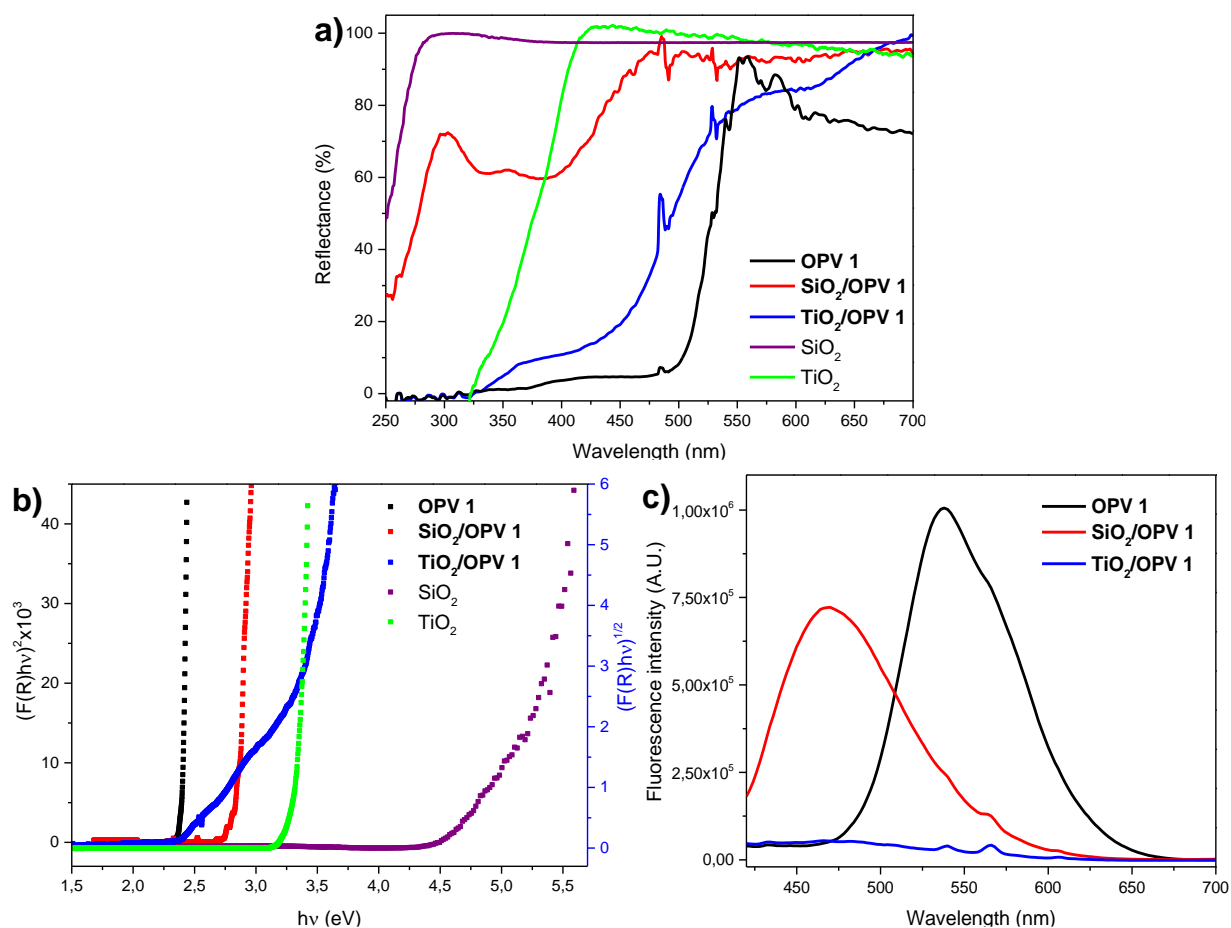 a)
100
80
60
40
20
0
Reflectance (%)
OPV 1
SiO₂/OPV 1
TiO₂/OPV 1
SiO₂
TiO₂
250 300 350 400 450 500 550 600 650 700
Wavelength (nm)
b)
40
30
20
10
0
(F(R)hν)²x10³
OPV 1
SiO₂/OPV 1
TiO₂/OPV 1
SiO₂
TiO₂
6
5
4
3
2
1
0
(F(R)hν)¹/²
1,5 2,0 2,5 3,0 3,5 4,0 4,5 5,0 5,5
hν (eV)
c)
1,00x10⁶
7,50x10⁵
5,00x10⁵
2,50x10⁵
0,00
Fluorescence intensity (A.U.)
OPV 1
SiO₂/OPV 1
TiO₂/OPV 1
450 500 550 600 650 700
Wavelength (nm)